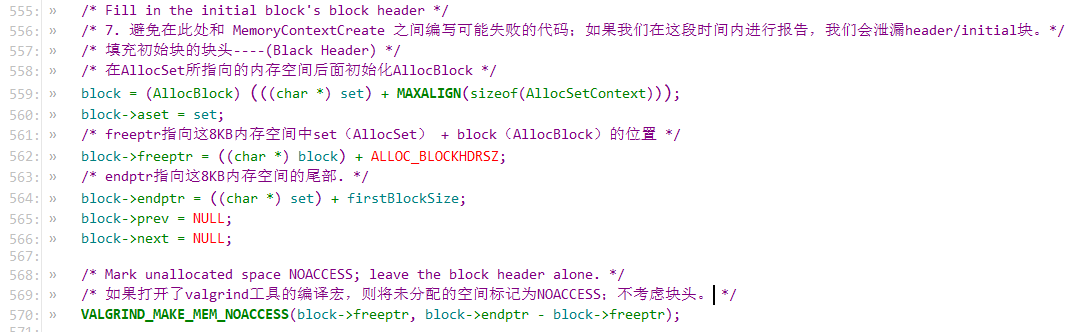 555: » /* Fill in the initial block's block header */
556: » /* 7. 避免在此处和 MemoryContextCreate 之间编写可能失败的代码；如果我们在这段时间内进行报告，我们会泄漏header/initial块。*/
557: » /* 填充初始块的块头----(Black Header) */
558: » /* 在AllocSet所指向的内存空间后面初始化AllocBlock */
559: » block = (AllocBlock) (((char *) set) + MAXALIGN(sizeof(AllocSetContext)));
560: » block->aset = set;
561: » /* freeptr指向这8KB内存空间中set（AllocSet） + block（AllocBlock）的位置 */
562: » block->freeptr = ((char *) block) + ALLOC_BLOCKHDRSZ;
563: » /* endptr指向这8KB内存空间的尾部. */
564: » block->endptr = ((char *) set) + firstBlockSize;
565: » block->prev = NULL;
566: » block->next = NULL;
567:
568: » /* Mark unallocated space NOACCESS; leave the block header alone. */
569: » /* 如果打开了valgrind工具的编译宏，则将未分配的空间标记为NOACCESS；不考虑块头。 */
570: » VALGRIND_MAKE_MEM_NOACCESS(block->freeptr, block->endptr - block->freeptr);